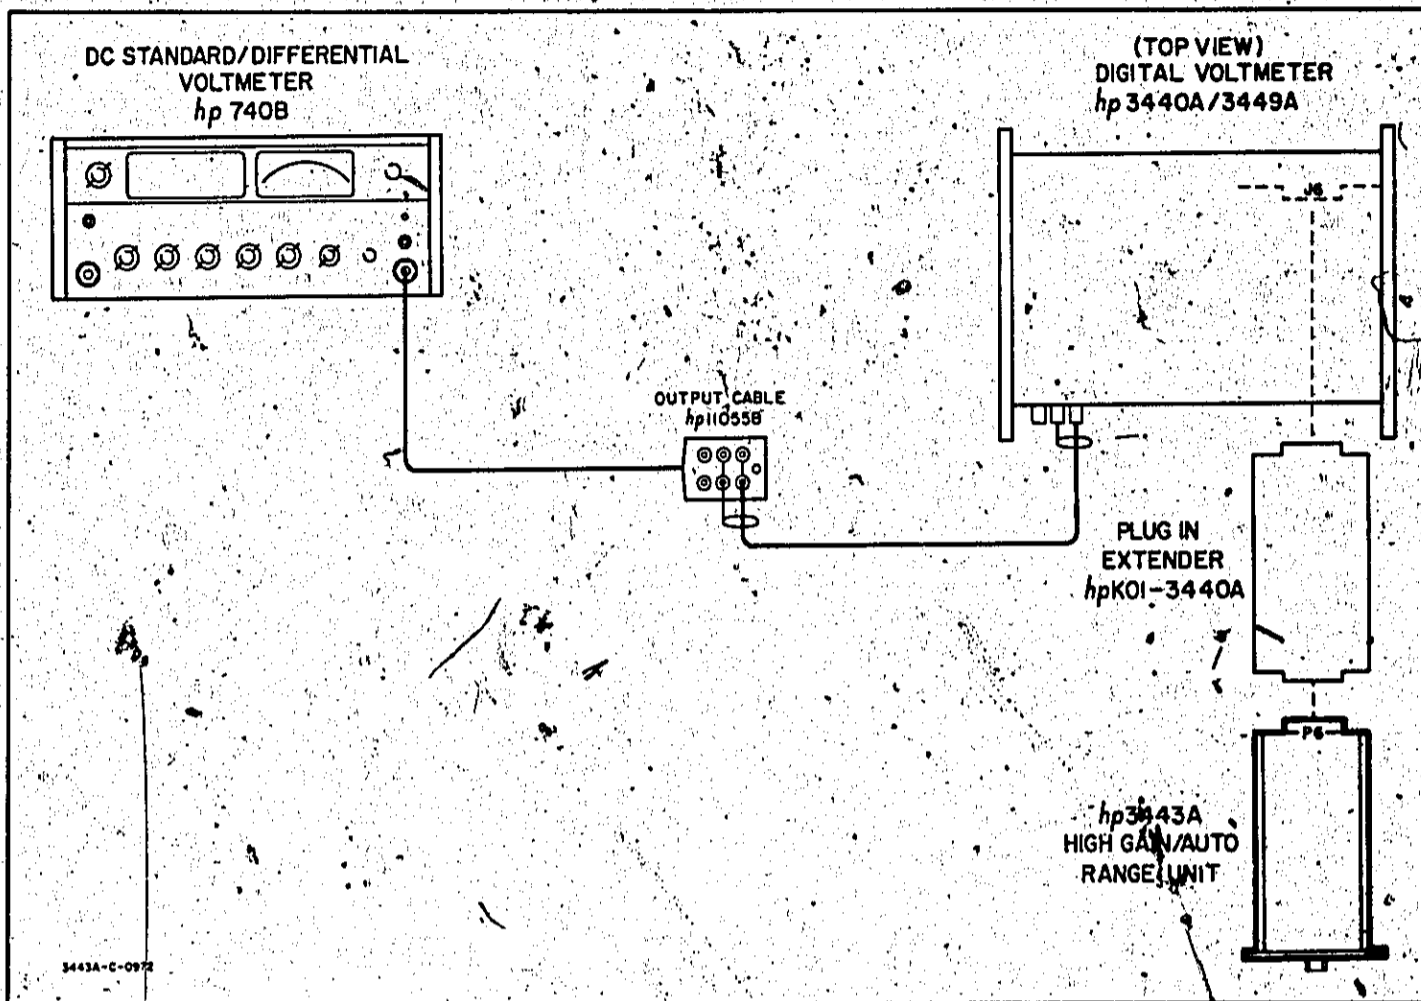 DC STANDARD/DIFFERENTIAL
VOLTMETER
hp 740B
(TOP VIEW)
DIGITAL VOLTMETER
hp 3440A/3449A
J6
OUTPUT CABLE
hp11055B
PLUG IN
EXTENDER
hpK01-3440A
P6
hp3443A
HIGH GAIN/AUTO
RANGE UNIT
3443A-C-0972